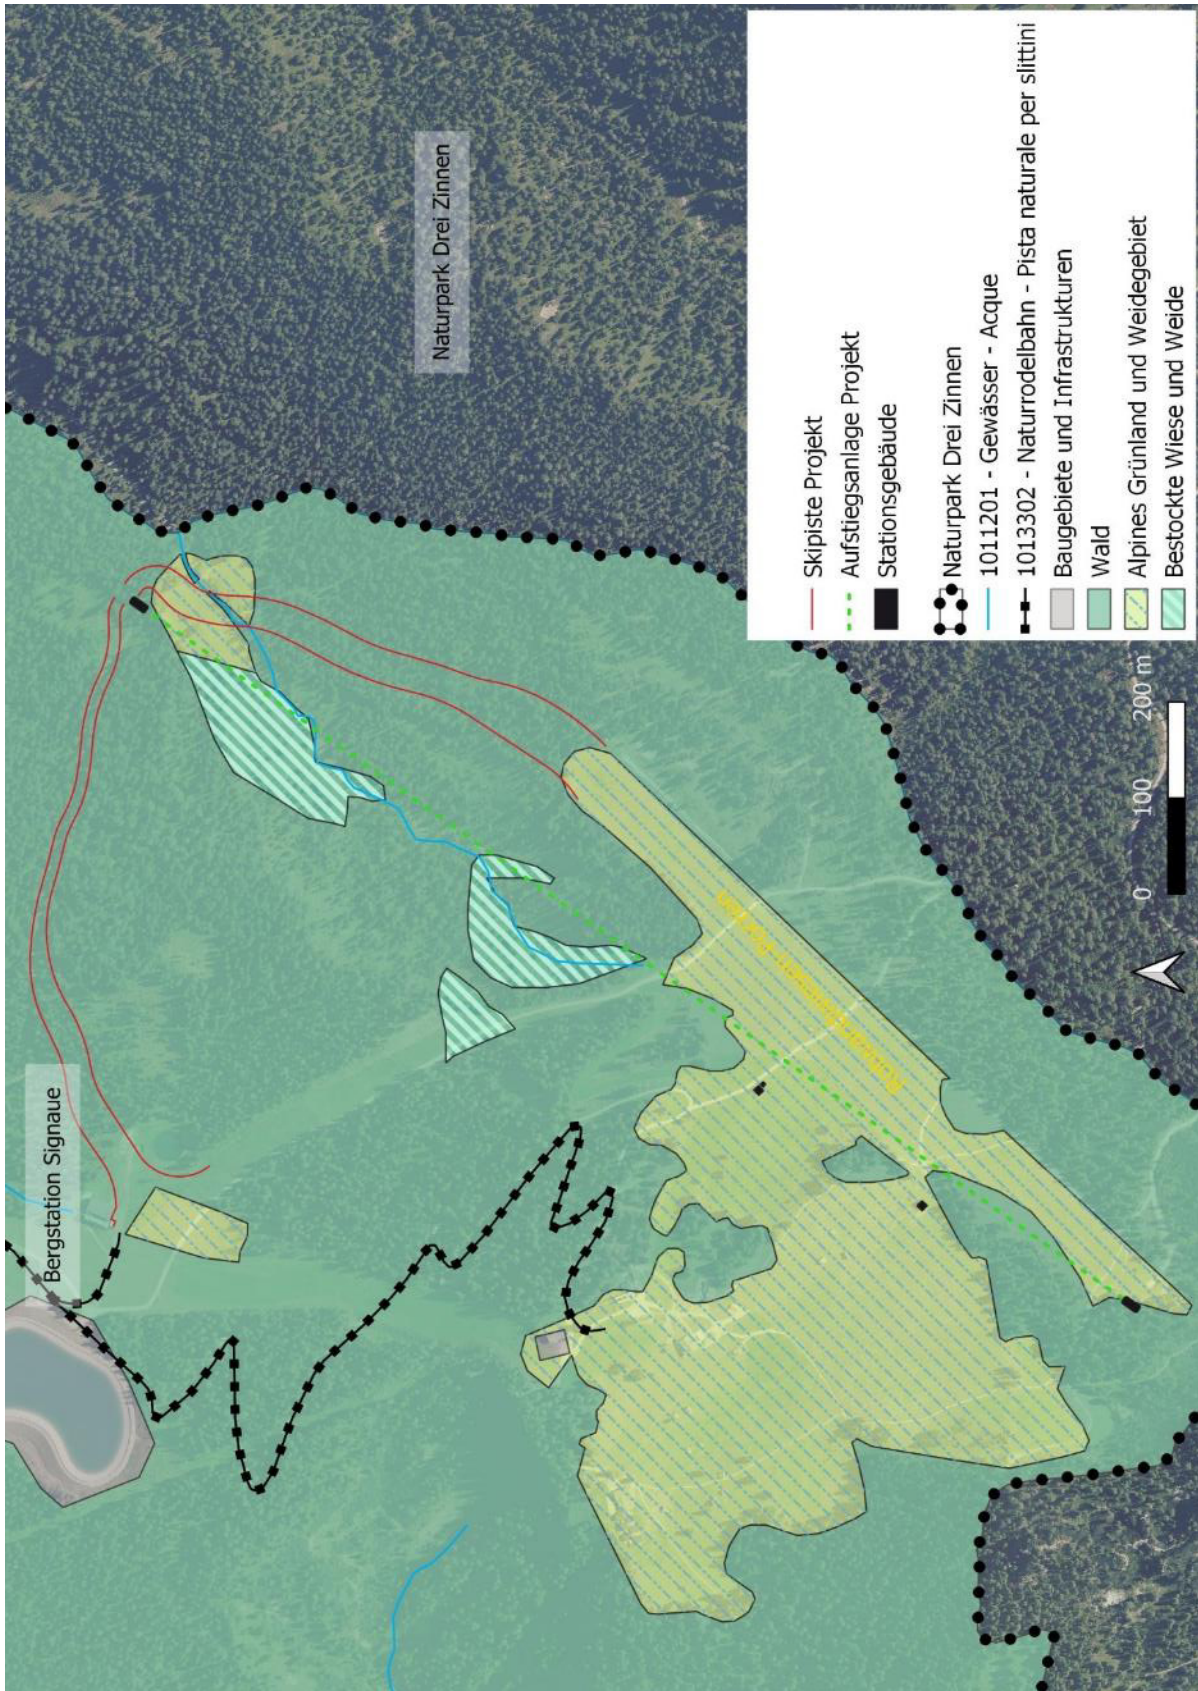 Bergstation Signaue
Naturpark Drei Zinnen
Skipiste Projekt
Aufstiegsanlage Projekt
Stationsgebäude
Naturpark Drei Zinnen
1011201 - Gewässer - Acque
1013302 - Naturrodelbahn - Pista naturale per slittini
Baugebiete und Infrastrukturen
Wald
Alpines Grünland und Weidegebiet
Bestockte Wiese und Weide
0 100 200 m